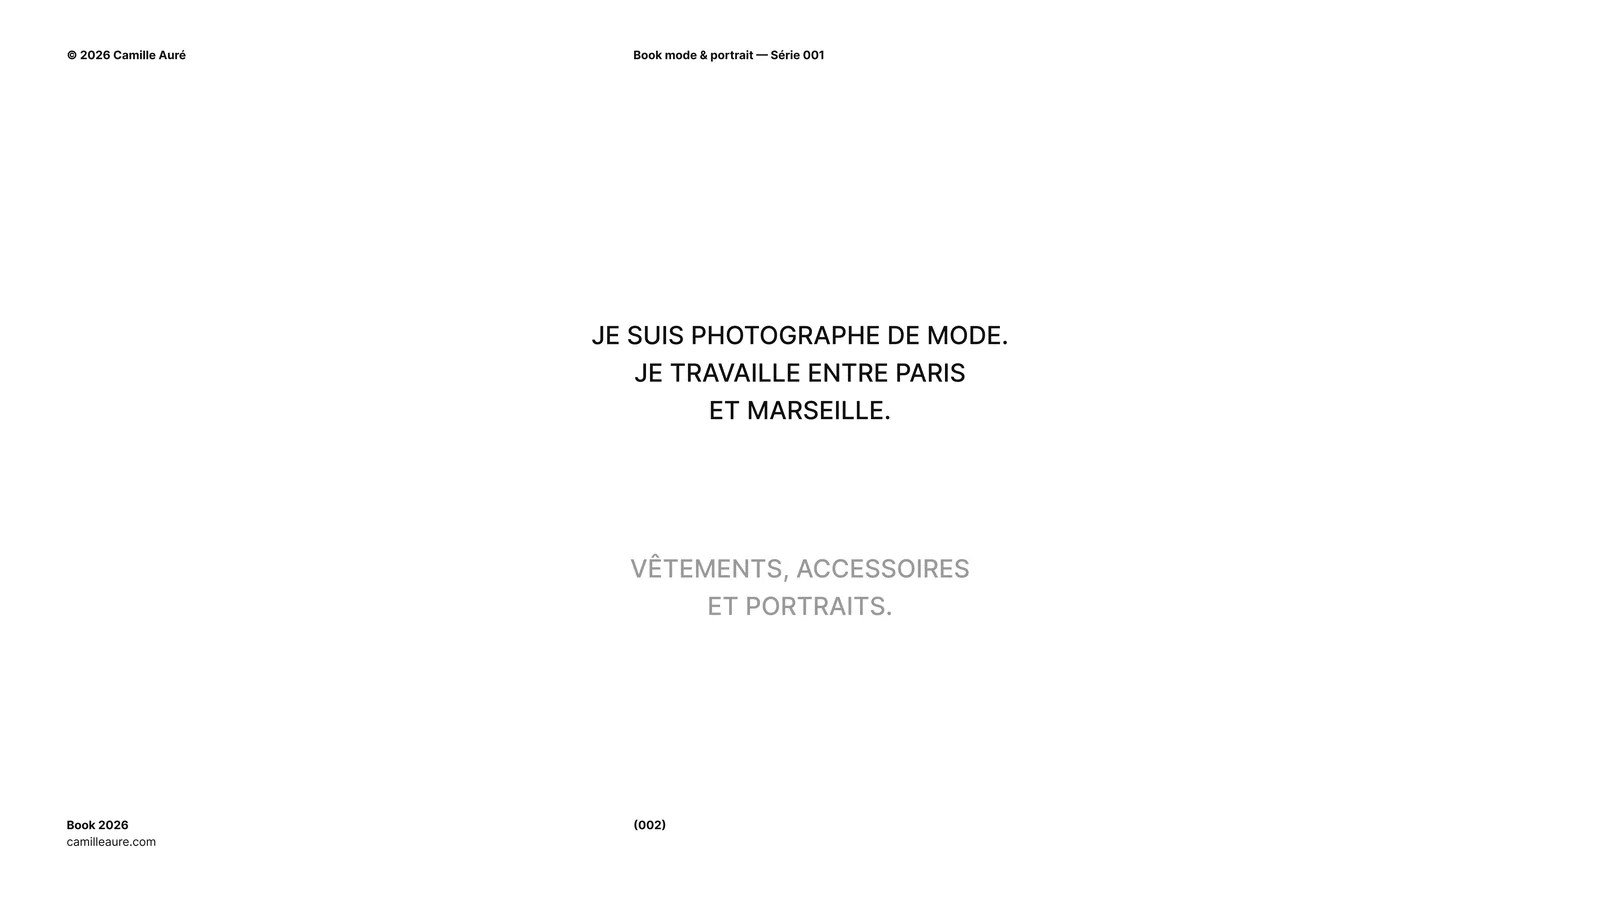 © 2026 Camille Auré
Book mode & portrait — Série 001
JE SUIS PHOTOGRAPHE DE MODE.
JE TRAVAILLE ENTRE PARIS
ET MARSEILLE.
VÊTEMENTS, ACCESSOIRES
ET PORTRAITS.
Book 2026
camilleaure.com
(002)